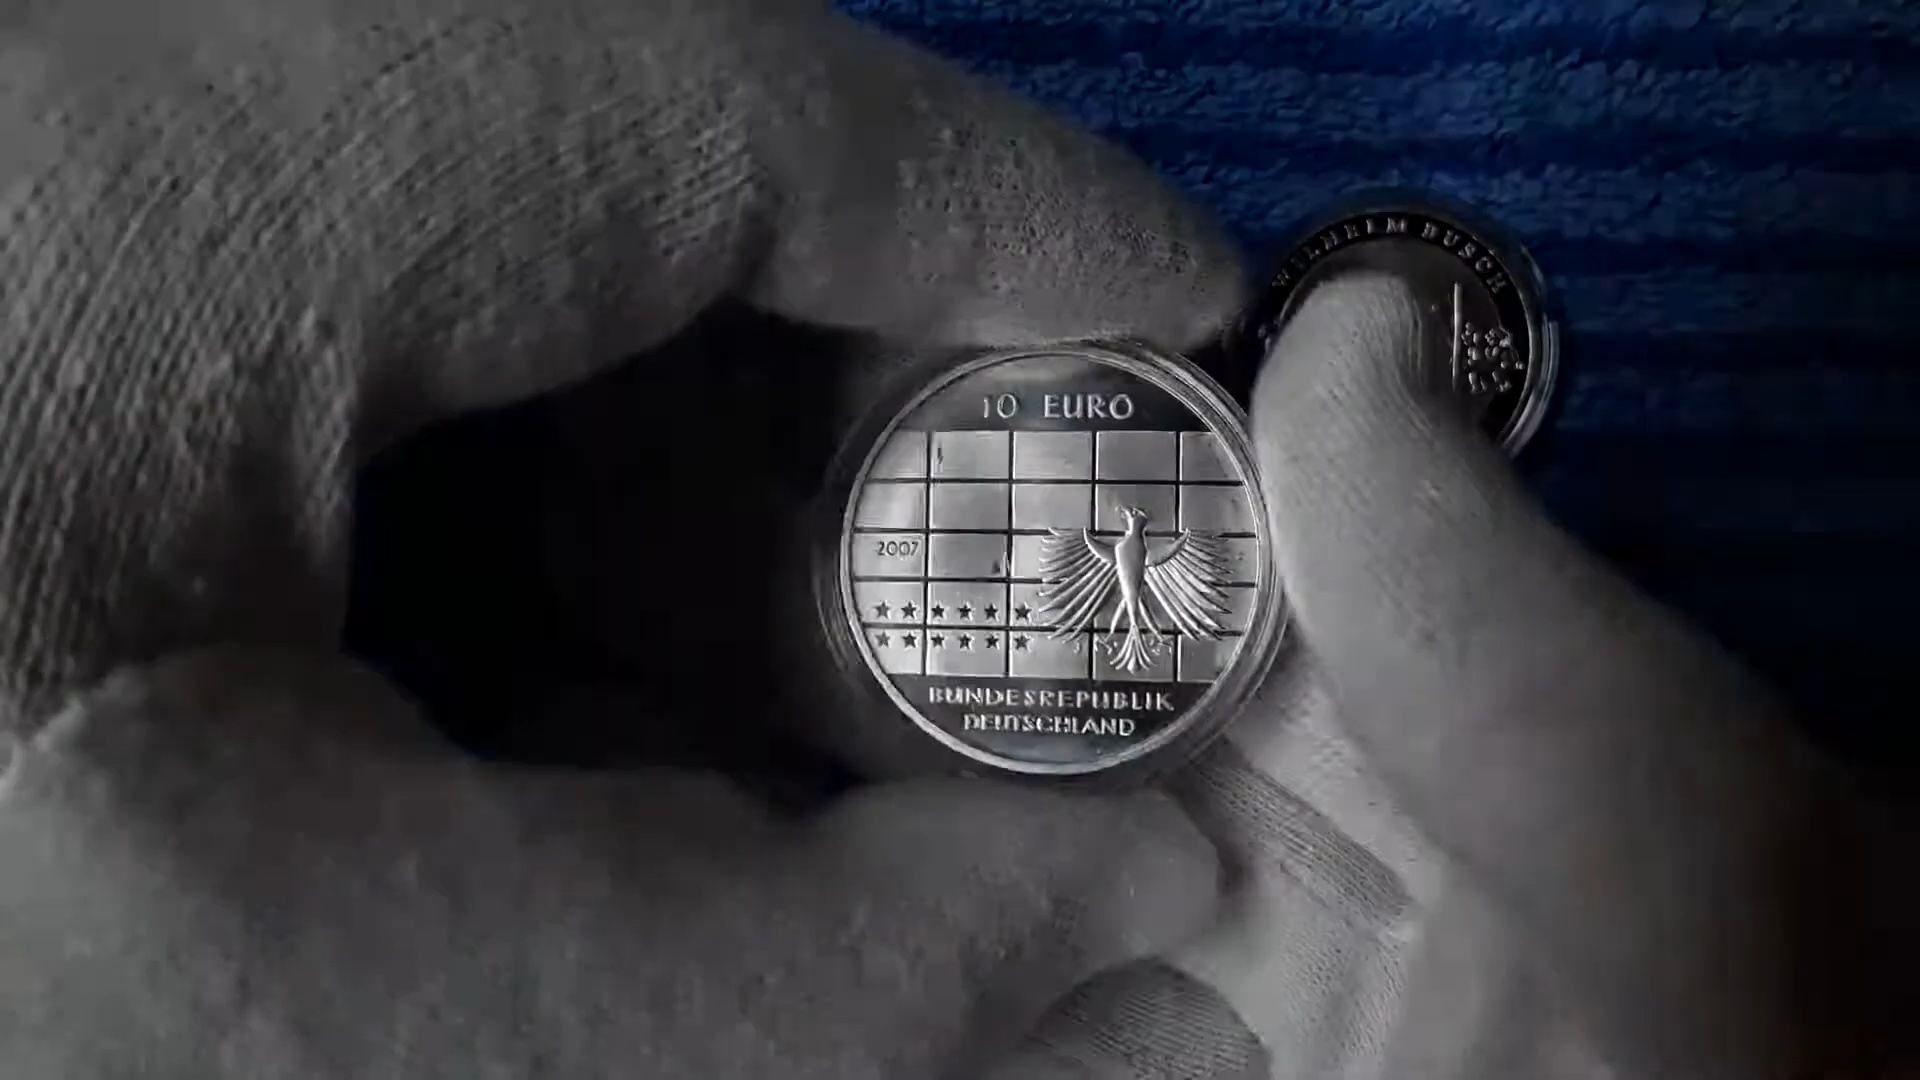 WILHELM BUSCH
10 EURO
2007
BUNDESREPUBLIK
DEUTSCHLAND